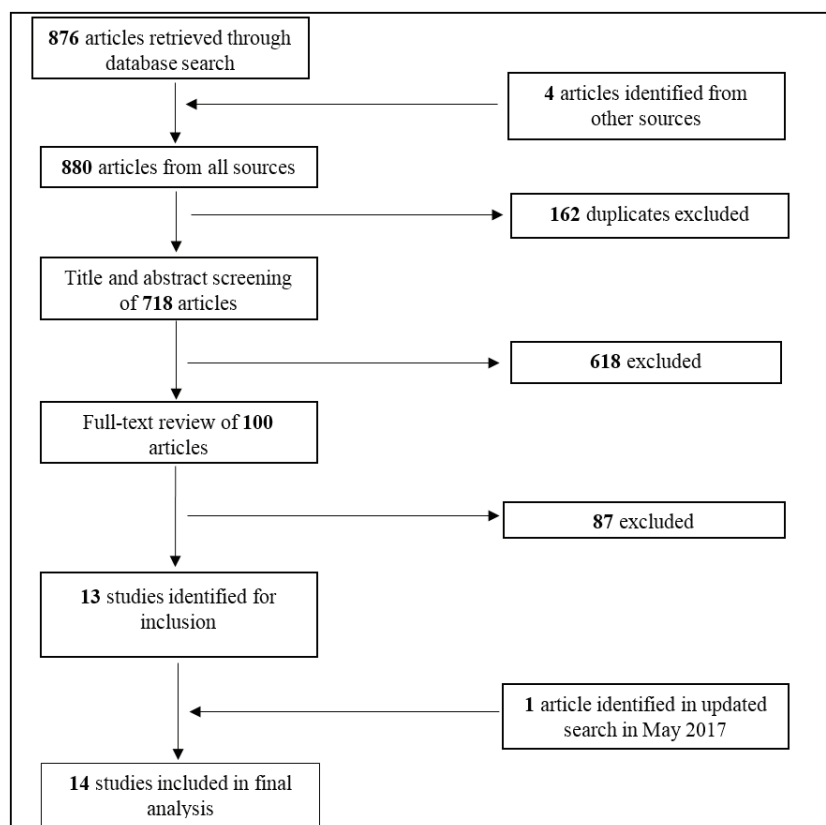 876 articles retrieved through
database search
4 articles identified from
other sources
880 articles from all sources
162 duplicates excluded
Title and abstract screening
of 718 articles
618 excluded
Full-text review of 100
articles
87 excluded
13 studies identified for
inclusion
1 article identified in updated
search in May 2017
14 studies included in final
analysis